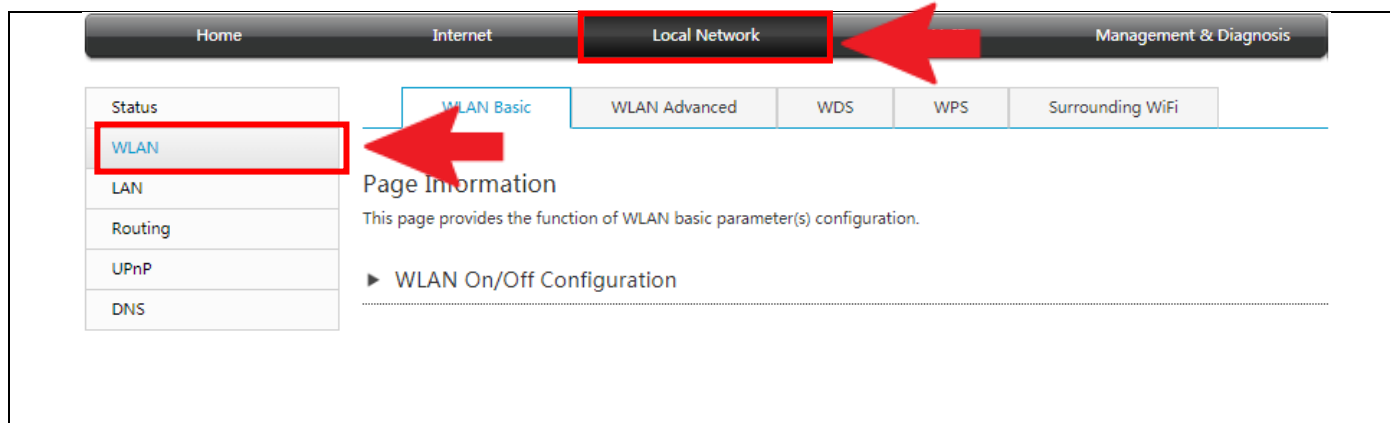 Home Internet Local Network Management & Diagnosis
Status WLAN Basic WLAN Advanced WDS WPS Surrounding WiFi
WLAN
LAN
Routing
UPnP
DNS
Page Information
This page provides the function of WLAN basic parameter(s) configuration.
WLAN On/Off Configuration